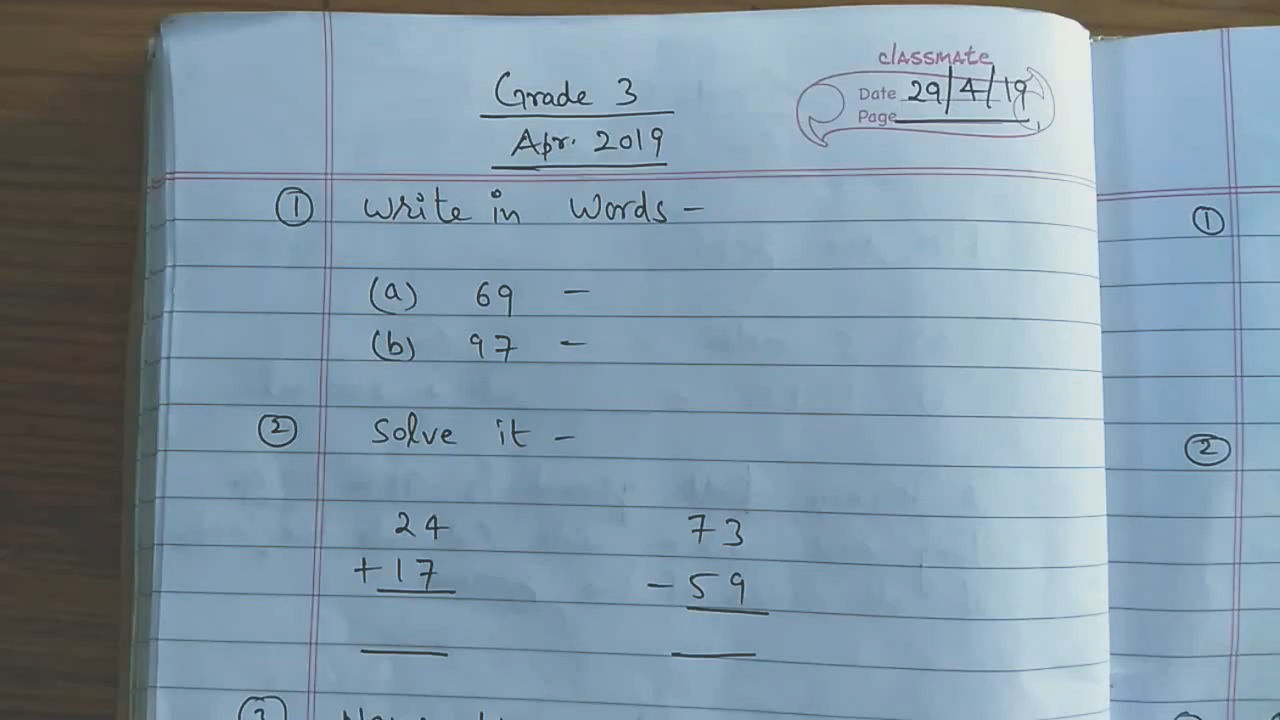 classmate
Date 29/4/19
Page
Grade 3
Apr. 2019
① Write in Words -
(a) 69 -
(b) 97 -
② Solve it -
24 73
+17 -59
③
①
②